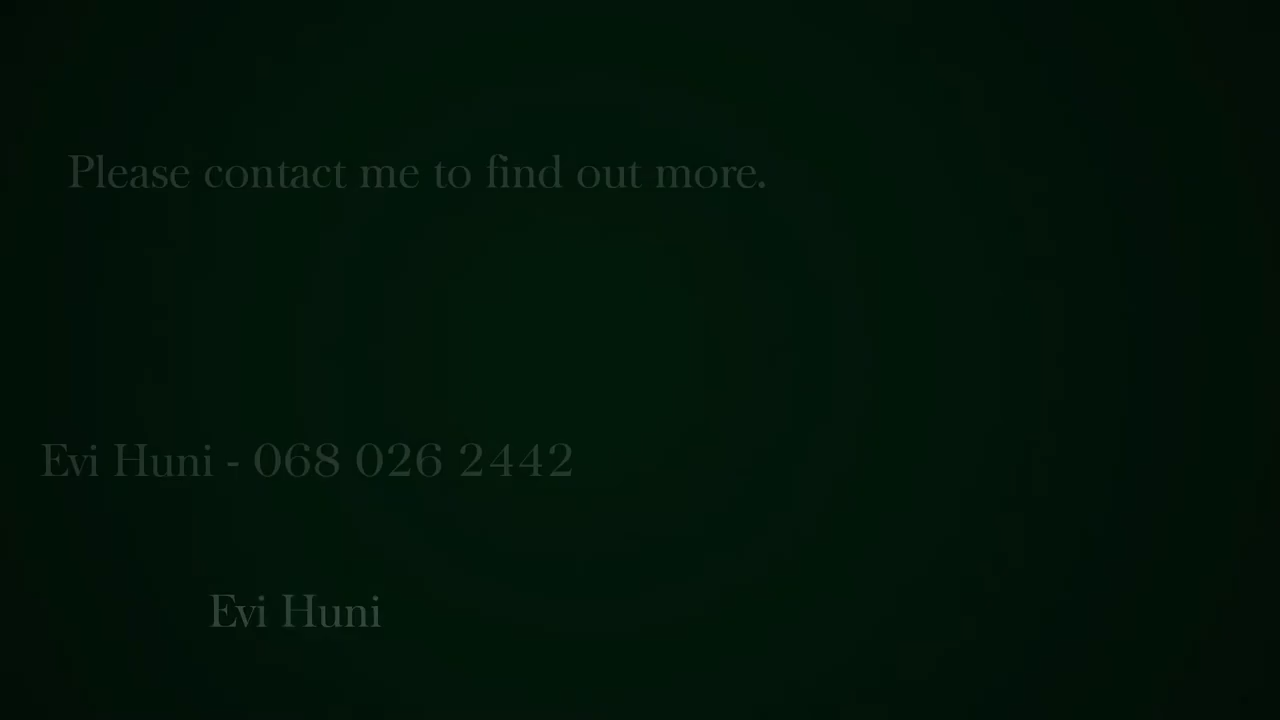 Please contact me to find out more.
Evi Huni - 068 026 2442
Evi Huni